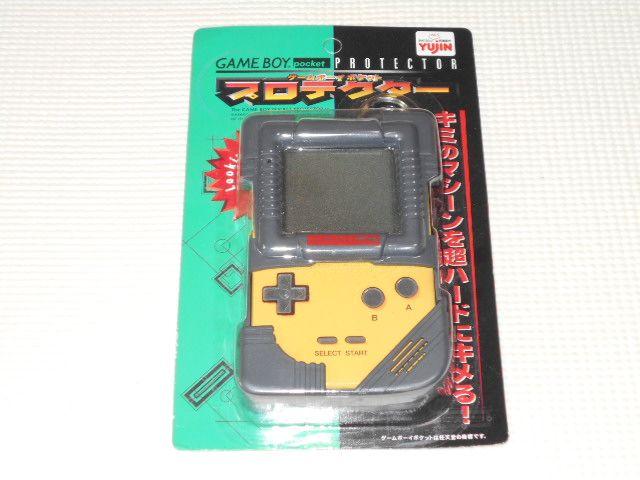 YUJIN
GAME BOY pocket PROTECTOR
ゲームボーイ ポケット
プロテクター
キミのマシーンを超ハードにキメる!
B
A
SELECT START
ゲームボーイポケットは任天堂の商標です。